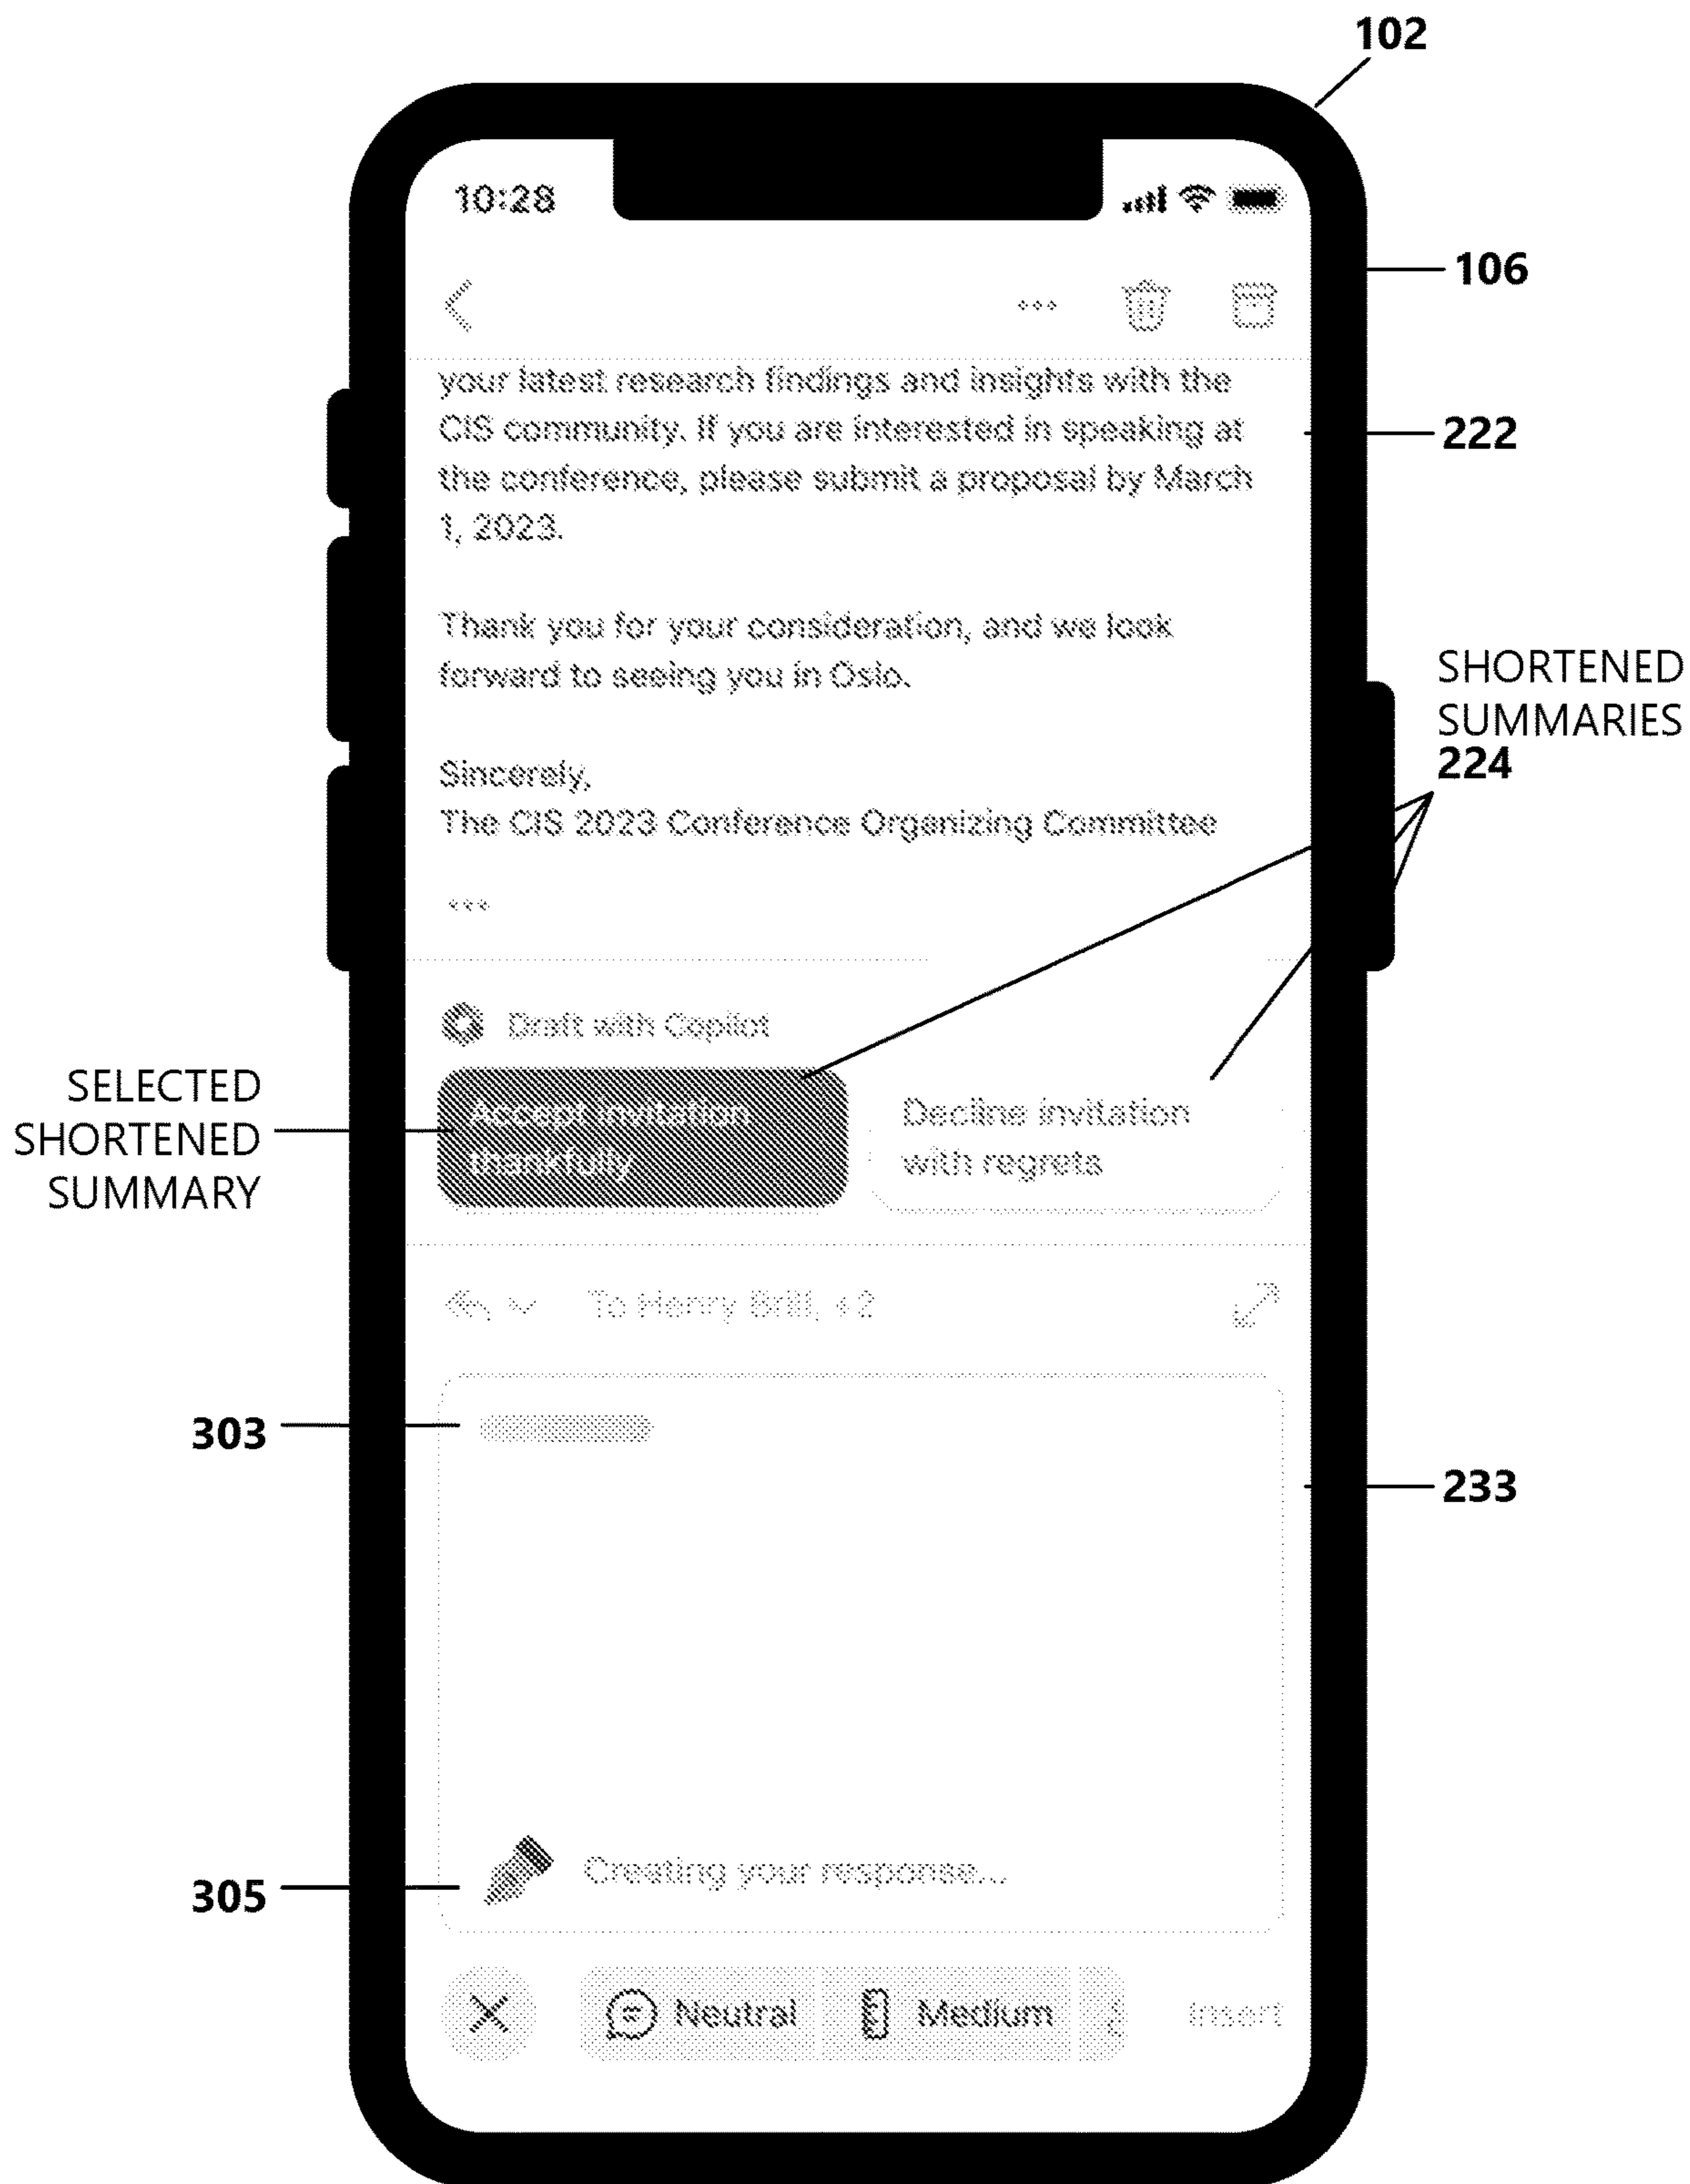 102
10:28
106
your latest research findings and insights with the
CIS community. If you are interested in speaking at
222
the conference, please submit a proposal by March
1, 2023.
Thank you for your consideration, and we look
forward to seeing you in Oslo.
SHORTENED
SUMMARIES
224
Sincerely,
The CIS 2023 Conference Organizing Committee
...
Draft with Copilot
SELECTED
SHORTENED
SUMMARY
Accept invitation
thankfully
Decline invitation
with regrets
To Henry Brill, +2
303
233
305
Creating your response...
Neutral
Medium
Insert